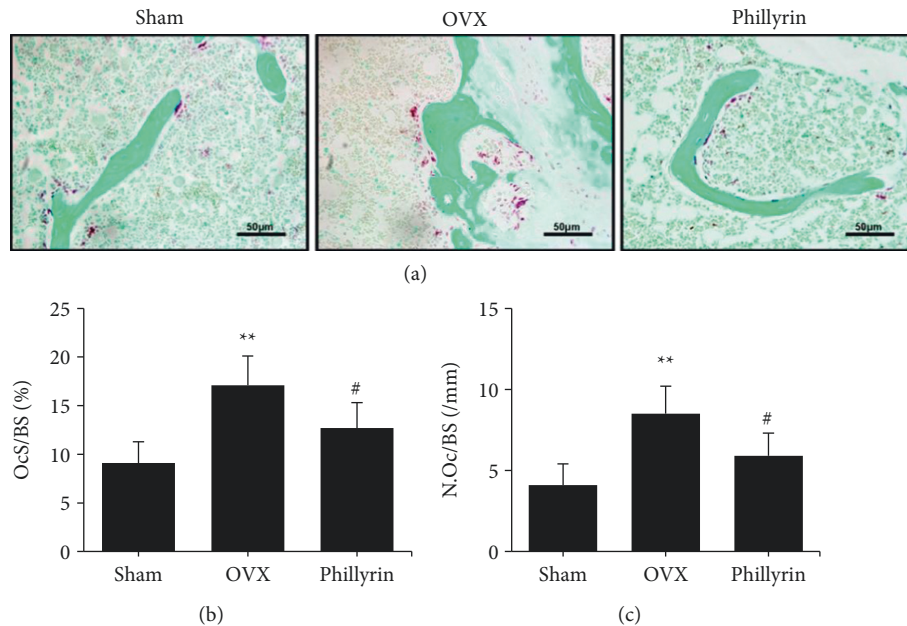 Sham
OVX
Phillyrin
50µm
50µm
50µm
(a)
25
20
15
10
5
0
OcS/BS (%)
**
#
Sham
OVX
Phillyrin
(b)
15
10
5
0
N.Oc/BS (/mm)
**
#
Sham
OVX
Phillyrin
(c)